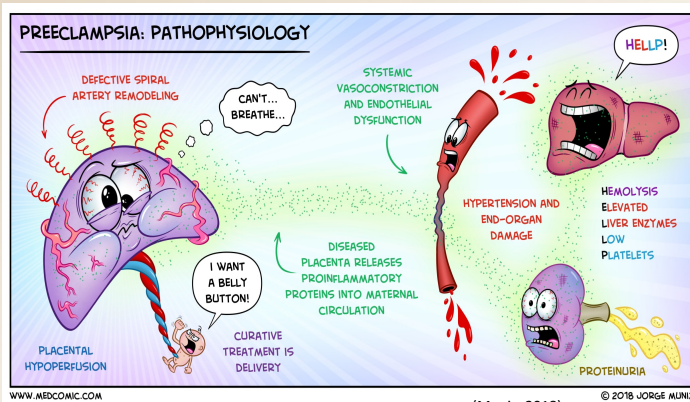 PREECLAMPSIA: PATHOPHYSIOLOGY
DEFECTIVE SPIRAL
ARTERY REMODELING
CAN'T...
BREATHE...
SYSTEMIC
VASOCONSTRICTION
AND ENDOTHELIAL
DYSFUNCTION
HELLP!
HYPERTENSION AND
END-ORGAN
DAMAGE
HEMOLYSIS
ELEVATED
LIVER ENZYMES
LOW
PLATELETS
DISEASED
PLACENTA RELEASES
PROINFLAMMATORY
PROTEINS INTO MATERNAL
CIRCULATION
I WANT
A BELLY
BUTTON!
PLACENTAL
HYPOPERFUSION
CURATIVE
TREATMENT IS
DELIVERY
PROTEINURIA
WWW.MEDCOMIC.COM
© 2018 JORGE MUNIZ